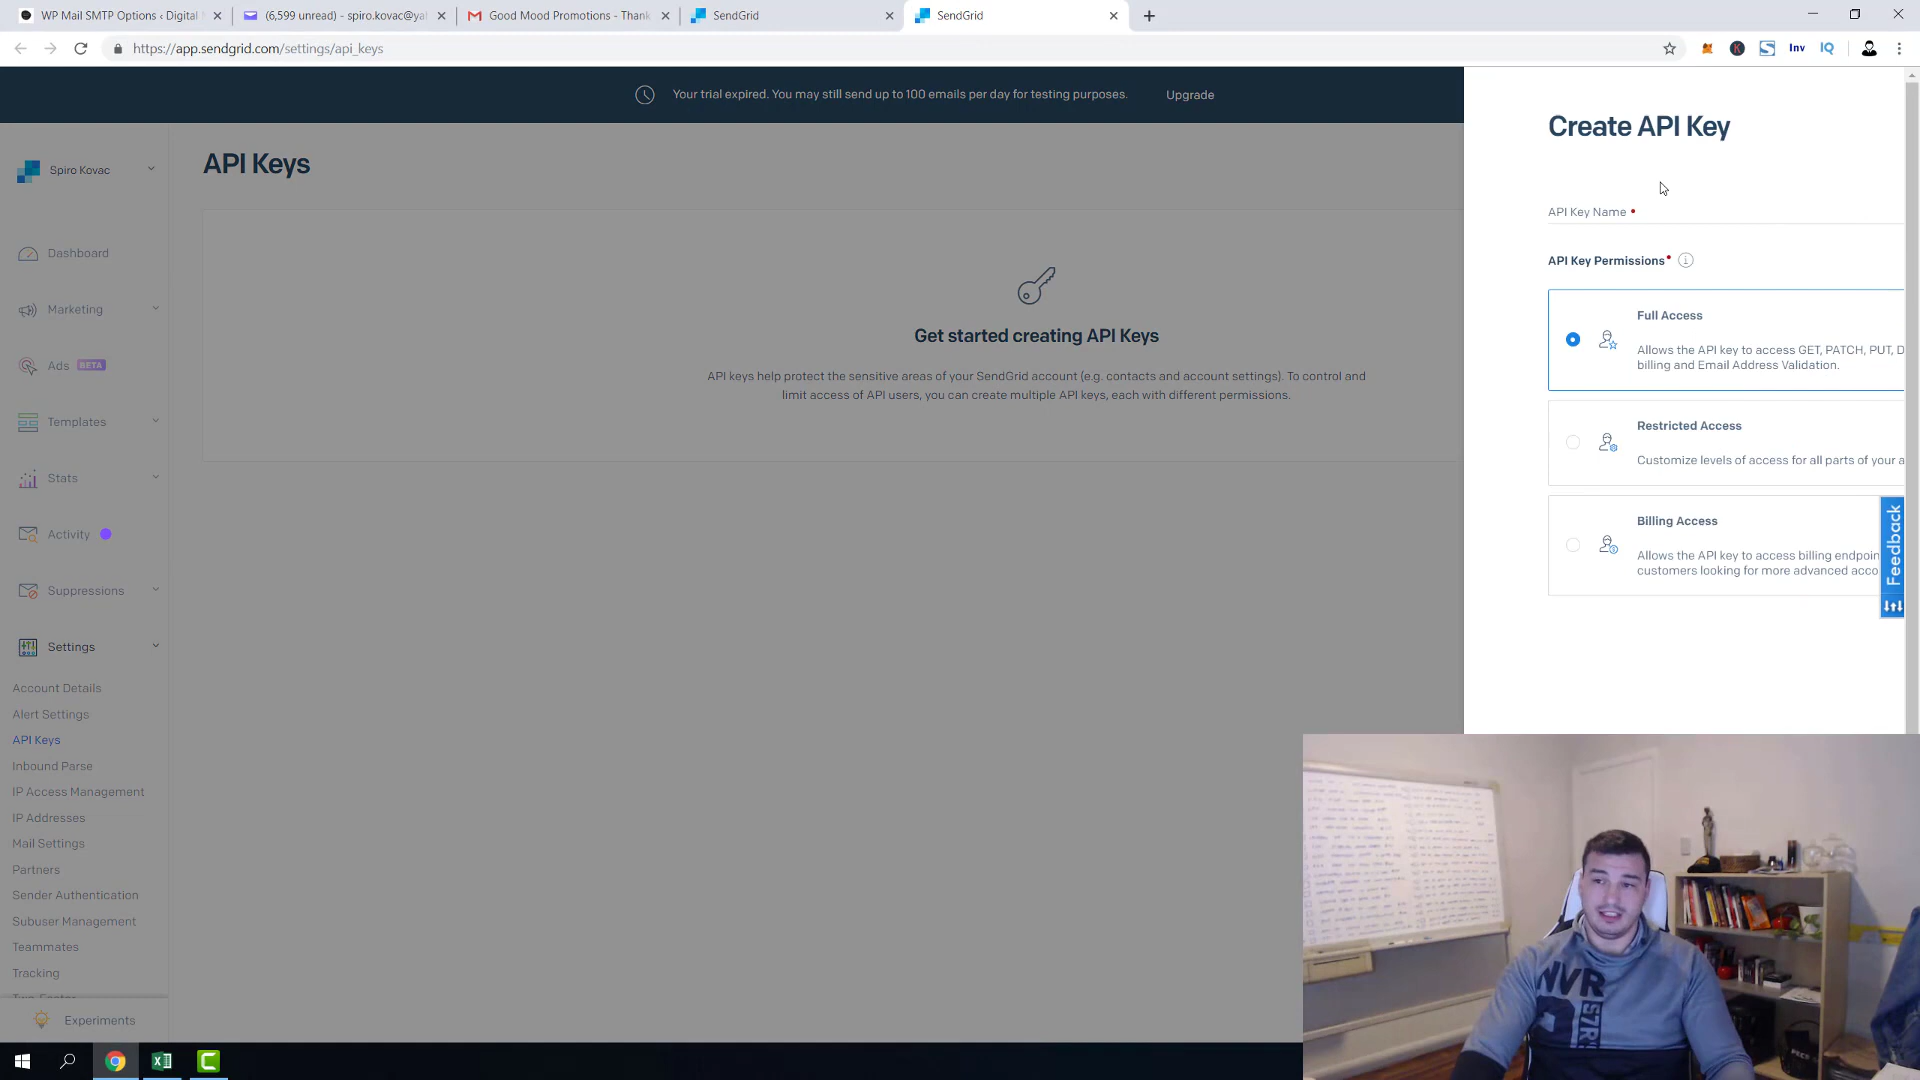 WP Mail SMTP Options ‹ Digital
(6,599 unread) - spiro.kovac@ya
Good Mood Promotions - Thank
SendGrid
SendGrid
https://app.sendgrid.com/settings/api_keys
Inv
IQ
Your trial expired. You may still send up to 100 emails per day for testing purposes.
Upgrade
Spiro Kovac
Dashboard
Marketing
Ads
BETA
Templates
Stats
Activity
Suppressions
Settings
Account Details
Alert Settings
API Keys
Inbound Parse
IP Access Management
IP Addresses
Mail Settings
Partners
Sender Authentication
Subuser Management
Teammates
Tracking
Experiments
API Keys
Get started creating API Keys
API keys help protect the sensitive areas of your SendGrid account (e.g. contacts and account settings). To control and
limit access of API users, you can create multiple API keys, each with different permissions.
Create API Key
API Key Name
API Key Permissions
Full Access
Allows the API key to access GET, PATCH, PUT, D
billing and Email Address Validation.
Restricted Access
Customize levels of access for all parts of your a
Billing Access
Allows the API key to access billing endpoin
customers looking for more advanced acco
Feedback
NVR